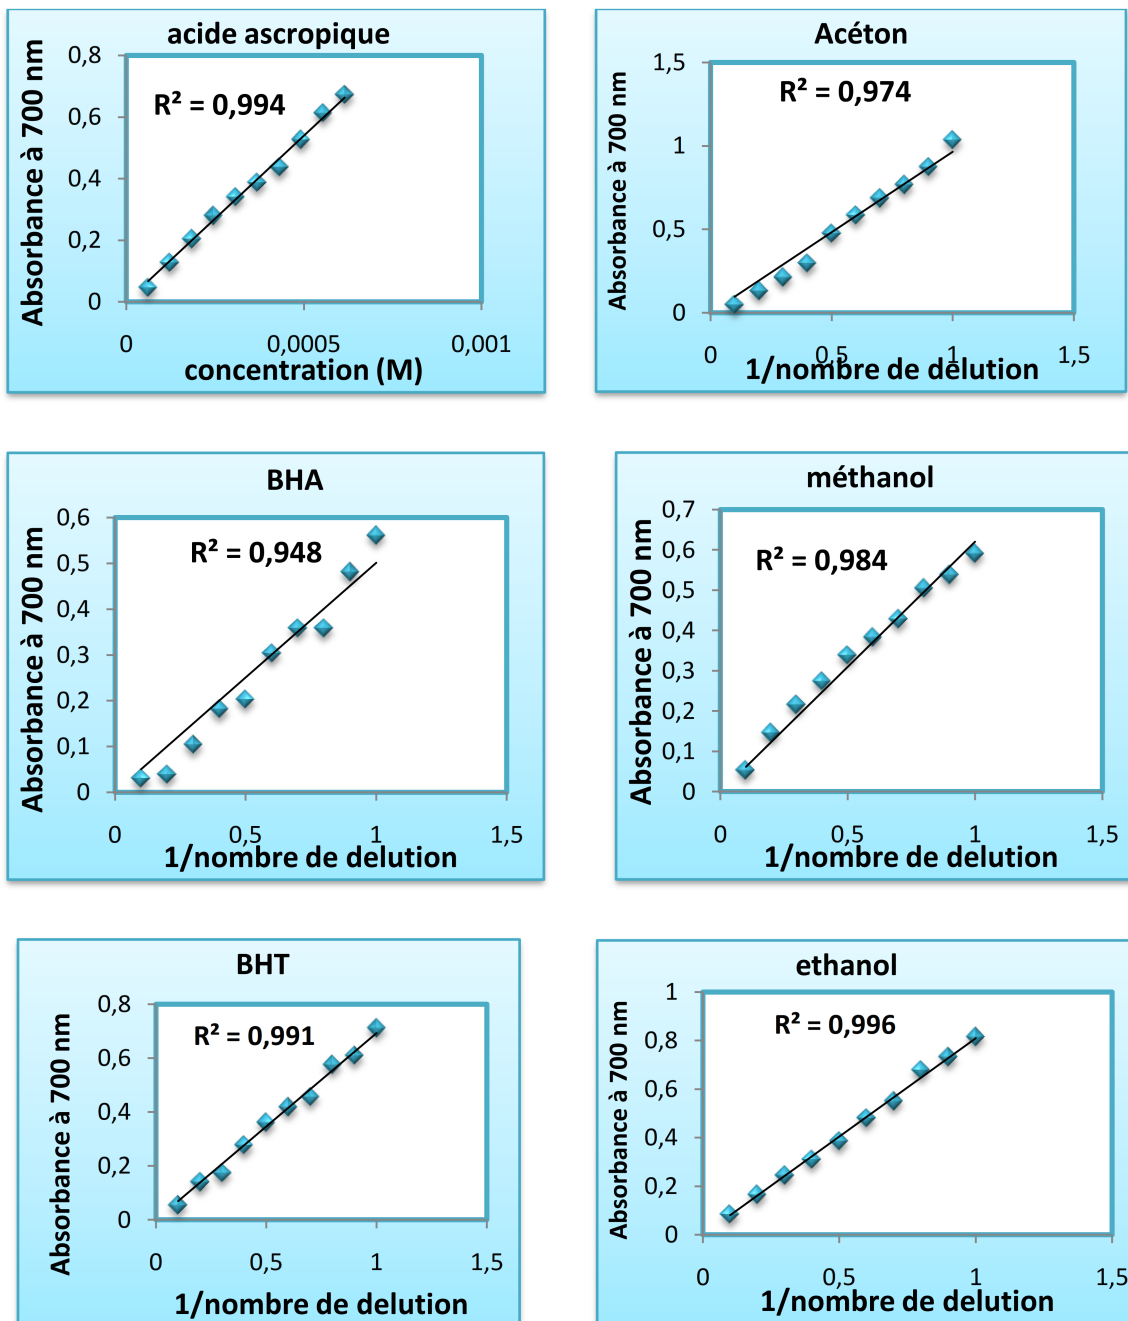 acide ascropique
Absorbance à 700 nm
0,8
0,6
0,4
0,2
0
R² = 0,994
0
0,0005
0,001
concentration (M)
Acéton
Absorbance à 700 nm
1,5
1
0,5
0
R² = 0,974
0
0,5
1
1,5
1/nombre de délution
BHA
Absorbance à 700 nm
0,6
0,5
0,4
0,3
0,2
0,1
0
R² = 0,948
0
0,5
1
1,5
1/nombre de delution
méthanol
Absorbance à 700 nm
0,7
0,6
0,5
0,4
0,3
0,2
0,1
0
R² = 0,984
0
0,5
1
1,5
1/nombre de delution
BHT
Absorbance à 700 nm
0,8
0,6
0,4
0,2
0
R² = 0,991
0
0,5
1
1,5
1/nombre de delution
ethanol
Absorbance à 700 nm
1
0,8
0,6
0,4
0,2
0
R² = 0,996
0
0,5
1
1,5
1/nombre de delution